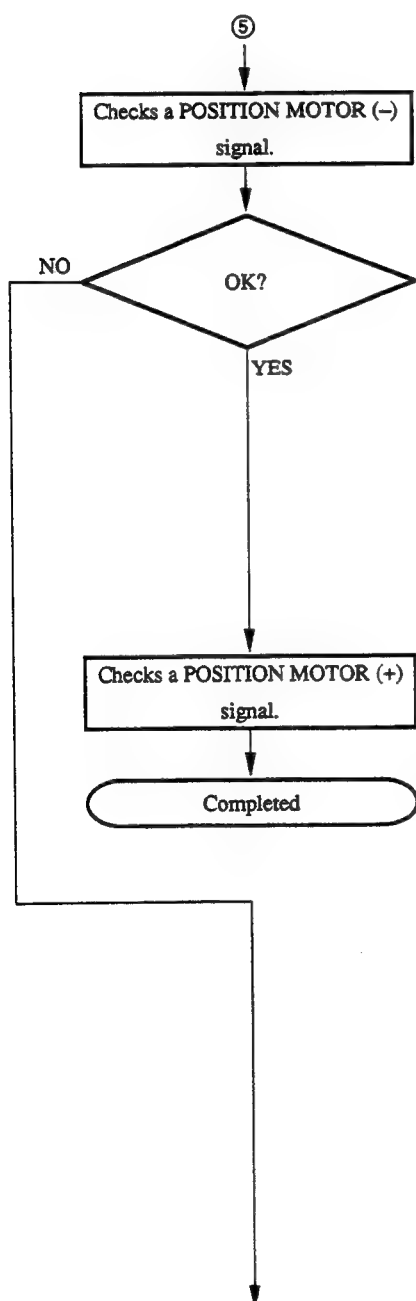 ⑤
Checks a POSITION MOTOR (–)
signal.
NO
OK?
YES
Checks a POSITION MOTOR (+)
signal.
Completed